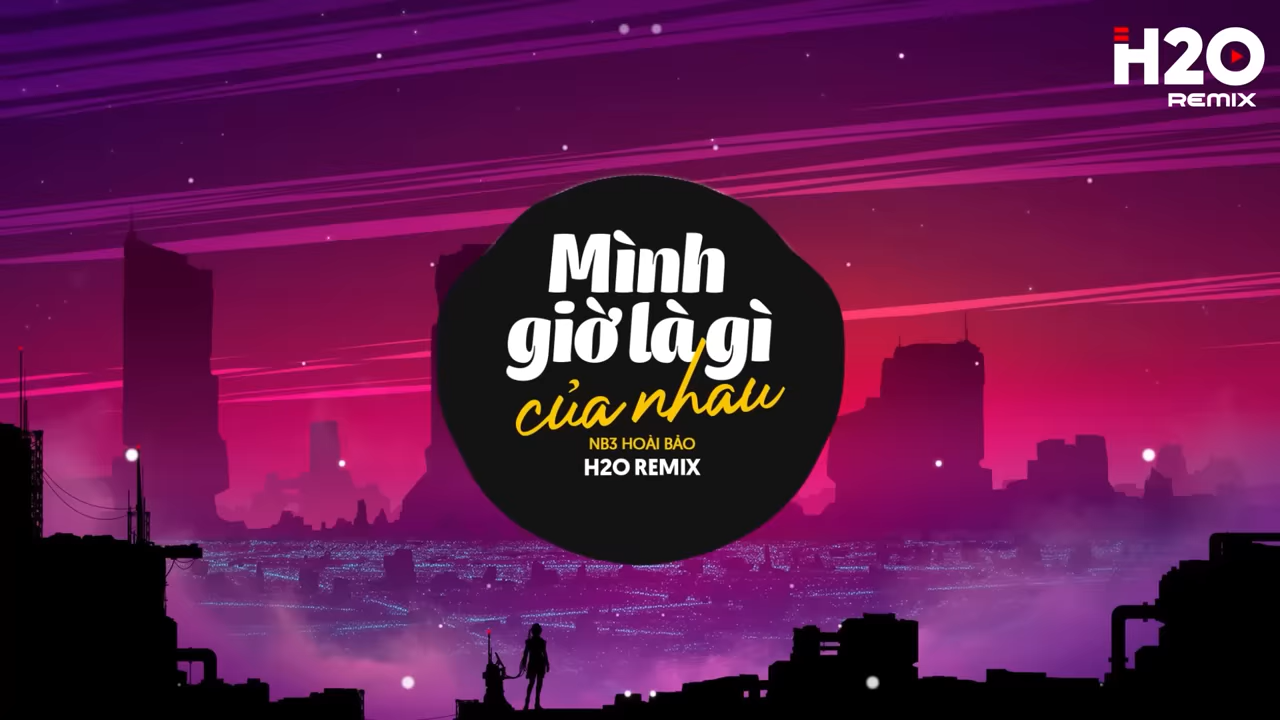 H2O
REMIX
Mình
giờ là gì
của nhau
NB3 HOÀI BẢO
H2O REMIX